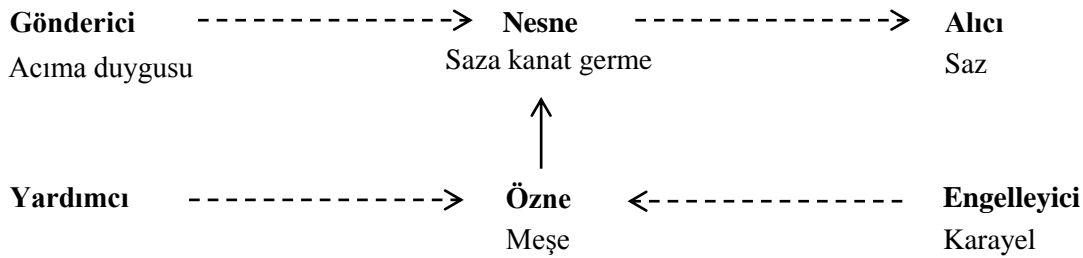 Gönderici Nesne Alıcı
Acıma duygusu Saza kanat germe Saz
Yardımcı Özne Engelleyici
Meşe Karayel